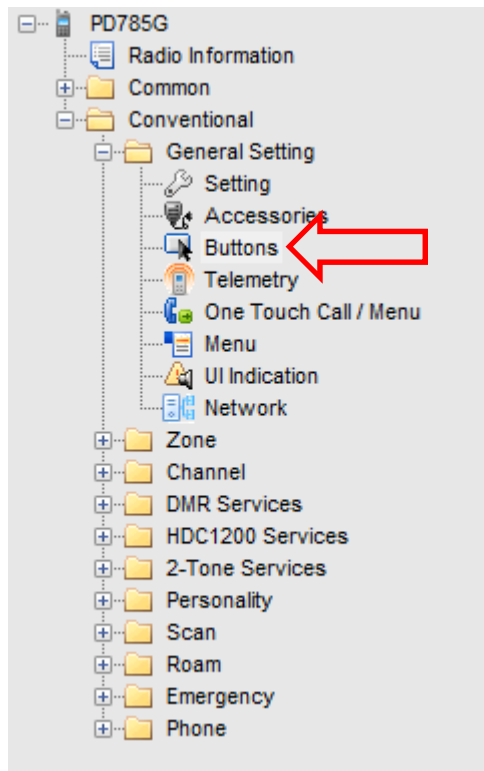 PD785G
Radio Information
Common
Conventional
General Setting
Setting
Accessories
Buttons
Telemetry
One Touch Call / Menu
Menu
UI Indication
Network
Zone
Channel
DMR Services
HDC1200 Services
2-Tone Services
Personality
Scan
Roam
Emergency
Phone